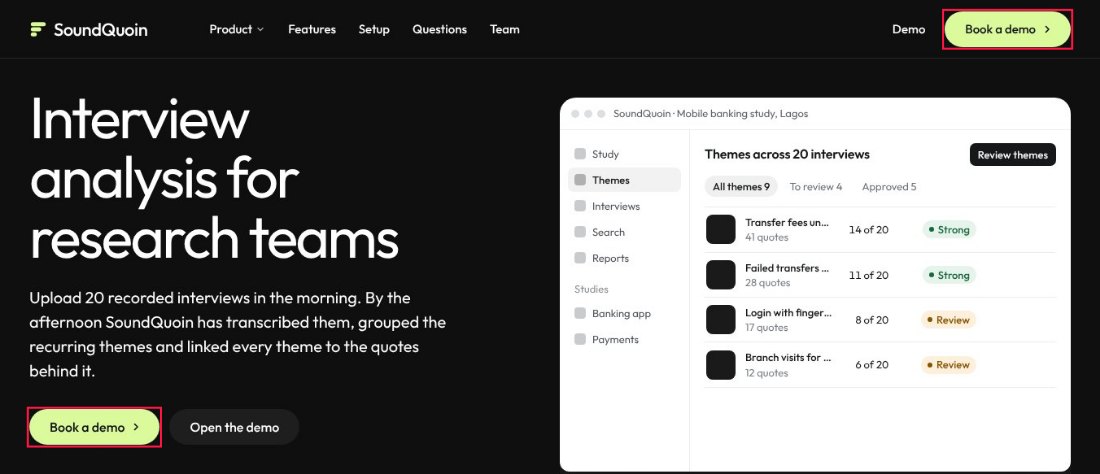 SoundQuoin
Product
Features
Setup
Questions
Team
Demo
Book a demo
Interview
analysis for
research teams
Upload 20 recorded interviews in the morning. By the
afternoon SoundQuoin has transcribed them, grouped the
recurring themes and linked every theme to the quotes
behind it.
Book a demo
Open the demo
SoundQuoin · Mobile banking study, Lagos
Study
Themes
Interviews
Search
Reports
Studies
Banking app
Payments
Themes across 20 interviews
Review themes
All themes 9
To review 4
Approved 5
Transfer fees un...
41 quotes
14 of 20
Strong
Failed transfers ...
28 quotes
11 of 20
Strong
Login with finger...
17 quotes
8 of 20
Review
Branch visits for ...
12 quotes
6 of 20
Review